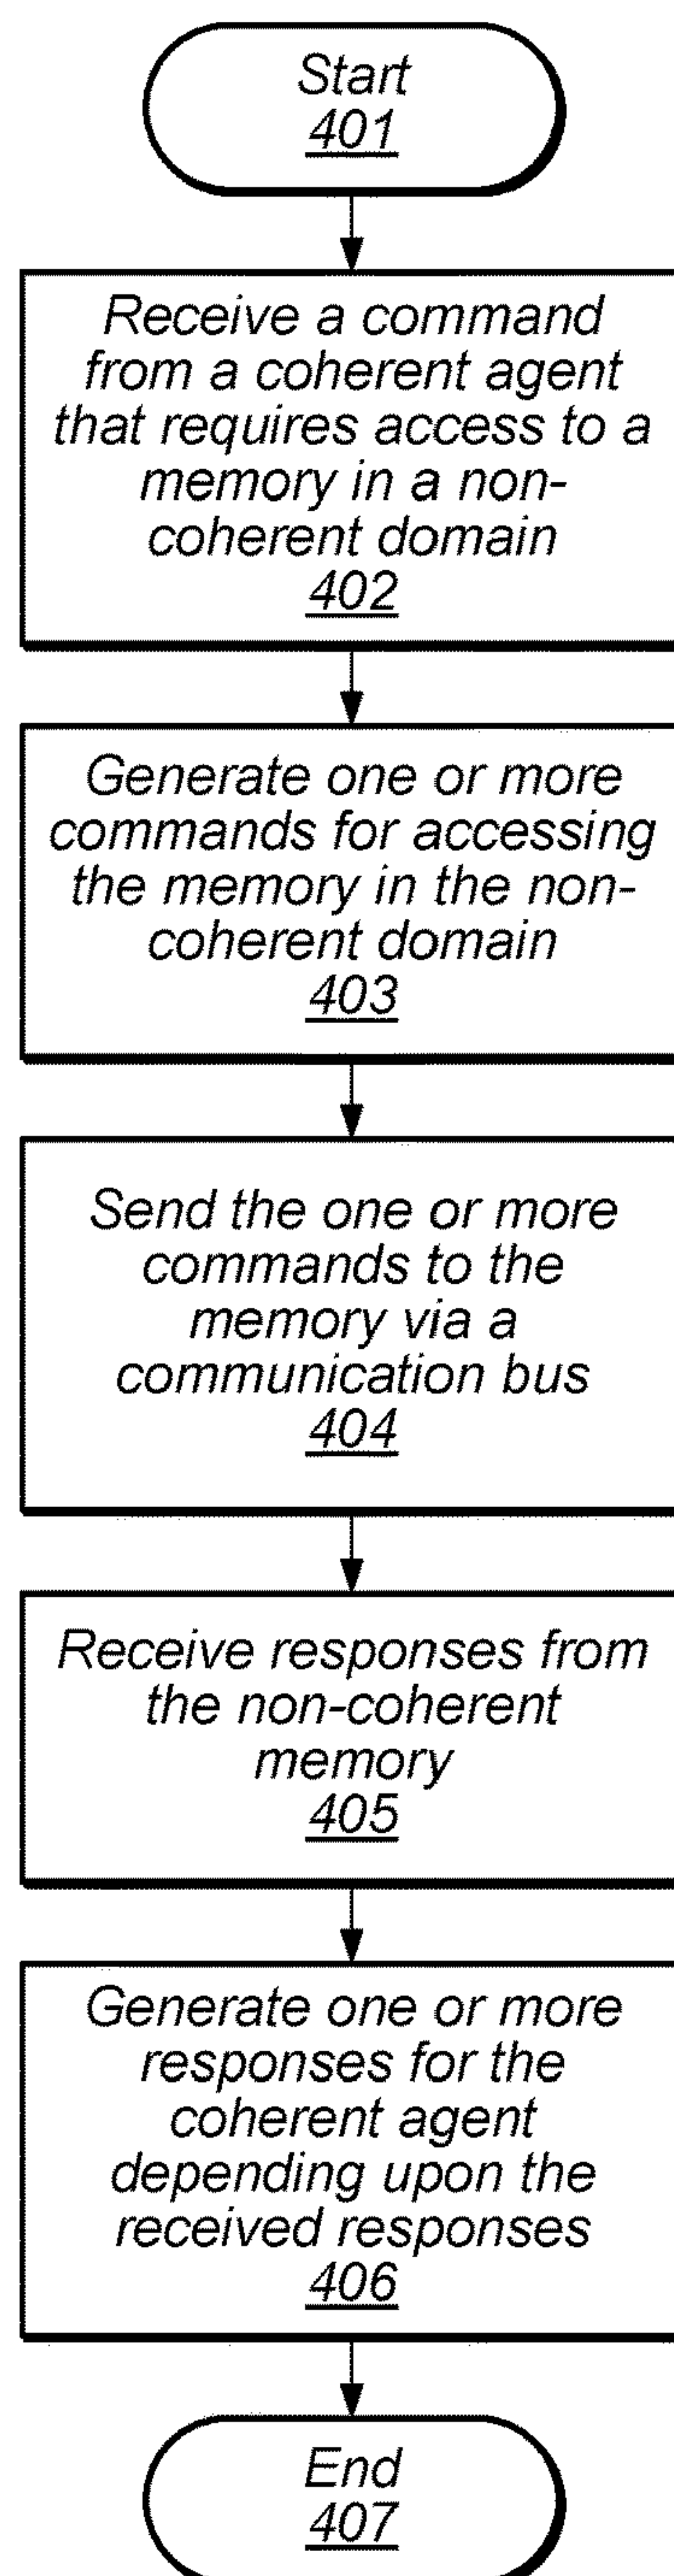 Start
401
Receive a command
from a coherent agent
that requires access to a
memory in a non-
coherent domain
402
Generate one or more
commands for accessing
the memory in the non-
coherent domain
403
Send the one or more
commands to the
memory via a
communication bus
404
Receive responses from
the non-coherent
memory
405
Generate one or more
responses for the
coherent agent
depending upon the
received responses
406
End
407